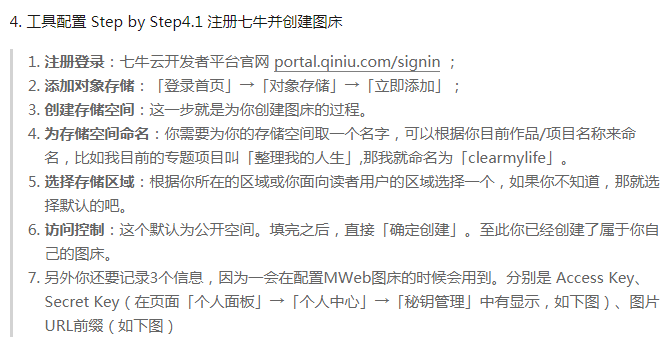 4. 工具配置 Step by Step4.1 注册七牛并创建图床
1. 注册登录：七牛云开发者平台官网 portal.qiniu.com/signin ；
2. 添加对象存储：「登录首页」→「对象存储」→「立即添加」；
3. 创建存储空间：这一步就是为你创建图床的过程。
4. 为存储空间命名：你需要为你的存储空间取一个名字，可以根据你目前作品/项目名称来命
名，比如我目前的专题项目叫「整理我的人生」,那我就命名为「clearmylife」。
5. 选择存储区域：根据你所在的区域或你面向读者用户的区域选择一个，如果你不知道，那就选
择默认的吧。
6. 访问控制：这个默认为公开空间。填完之后，直接「确定创建」。至此你已经创建了属于你自
己的图床。
7. 另外你还要记录3个信息，因为一会在配置MWeb图床的时候会用到。分别是 Access Key、
Secret Key（在页面「个人面板」→「个人中心」→「秘钥管理」中有显示，如下图）、图片
URL前缀（如下图）